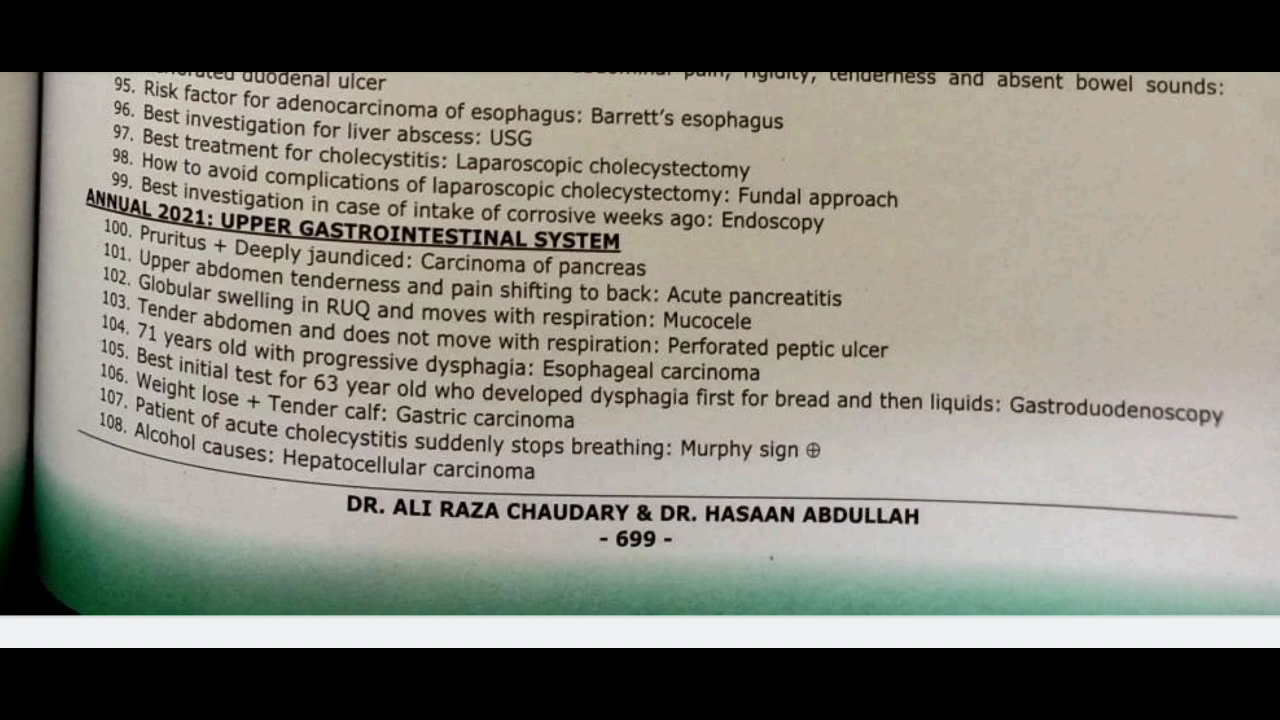 duodenal ulcer pain, rigidity, tenderness and absent bowel sounds:
95. Risk factor for adenocarcinoma of esophagus: Barrett's esophagus
96. Best investigation for liver abscess: USG
97. Best treatment for cholecystitis: Laparoscopic cholecystectomy
98. How to avoid complications of laparoscopic cholecystectomy: Fundal approach
99. Best investigation in case of intake of corrosive weeks ago: Endoscopy
ANNUAL 2021: UPPER GASTROINTESTINAL SYSTEM
100. Pruritus + Deeply jaundiced: Carcinoma of pancreas
101. Upper abdomen tenderness and pain shifting to back: Acute pancreatitis
102. Globular swelling in RUQ and moves with respiration: Mucocele
103. Tender abdomen and does not move with respiration: Perforated peptic ulcer
104. 71 years old with progressive dysphagia: Esophageal carcinoma
105. Best initial test for 63 year old who developed dysphagia first for bread and then liquids: Gastroduodenoscopy
106. Weight lose + Tender calf: Gastric carcinoma
107. Patient of acute cholecystitis suddenly stops breathing: Murphy sign ⊕
108. Alcohol causes: Hepatocellular carcinoma
DR. ALI RAZA CHAUDARY & DR. HASAAN ABDULLAH
- 699 -